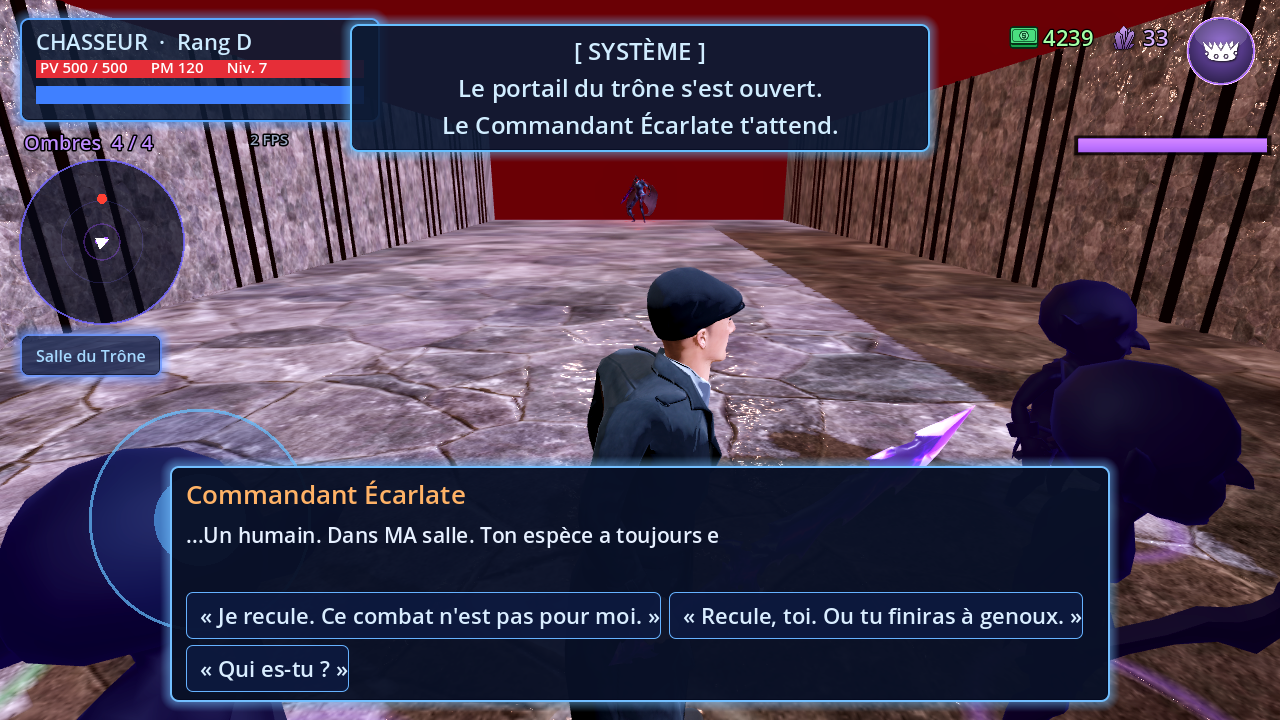 CHASSEUR · Rang D
PV 500 / 500 PM 120 Niv. 7
[ SYSTÈME ]
Le portail du trône s'est ouvert.
Le Commandant Écarlate t'attend.
4239 33
Ombres 4 / 4
2 FPS
Salle du Trône
Commandant Écarlate
...Un humain. Dans MA salle. Ton espèce a toujours e
« Je recule. Ce combat n'est pas pour moi. »
« Recule, toi. Ou tu finiras à genoux. »
« Qui es-tu ? »